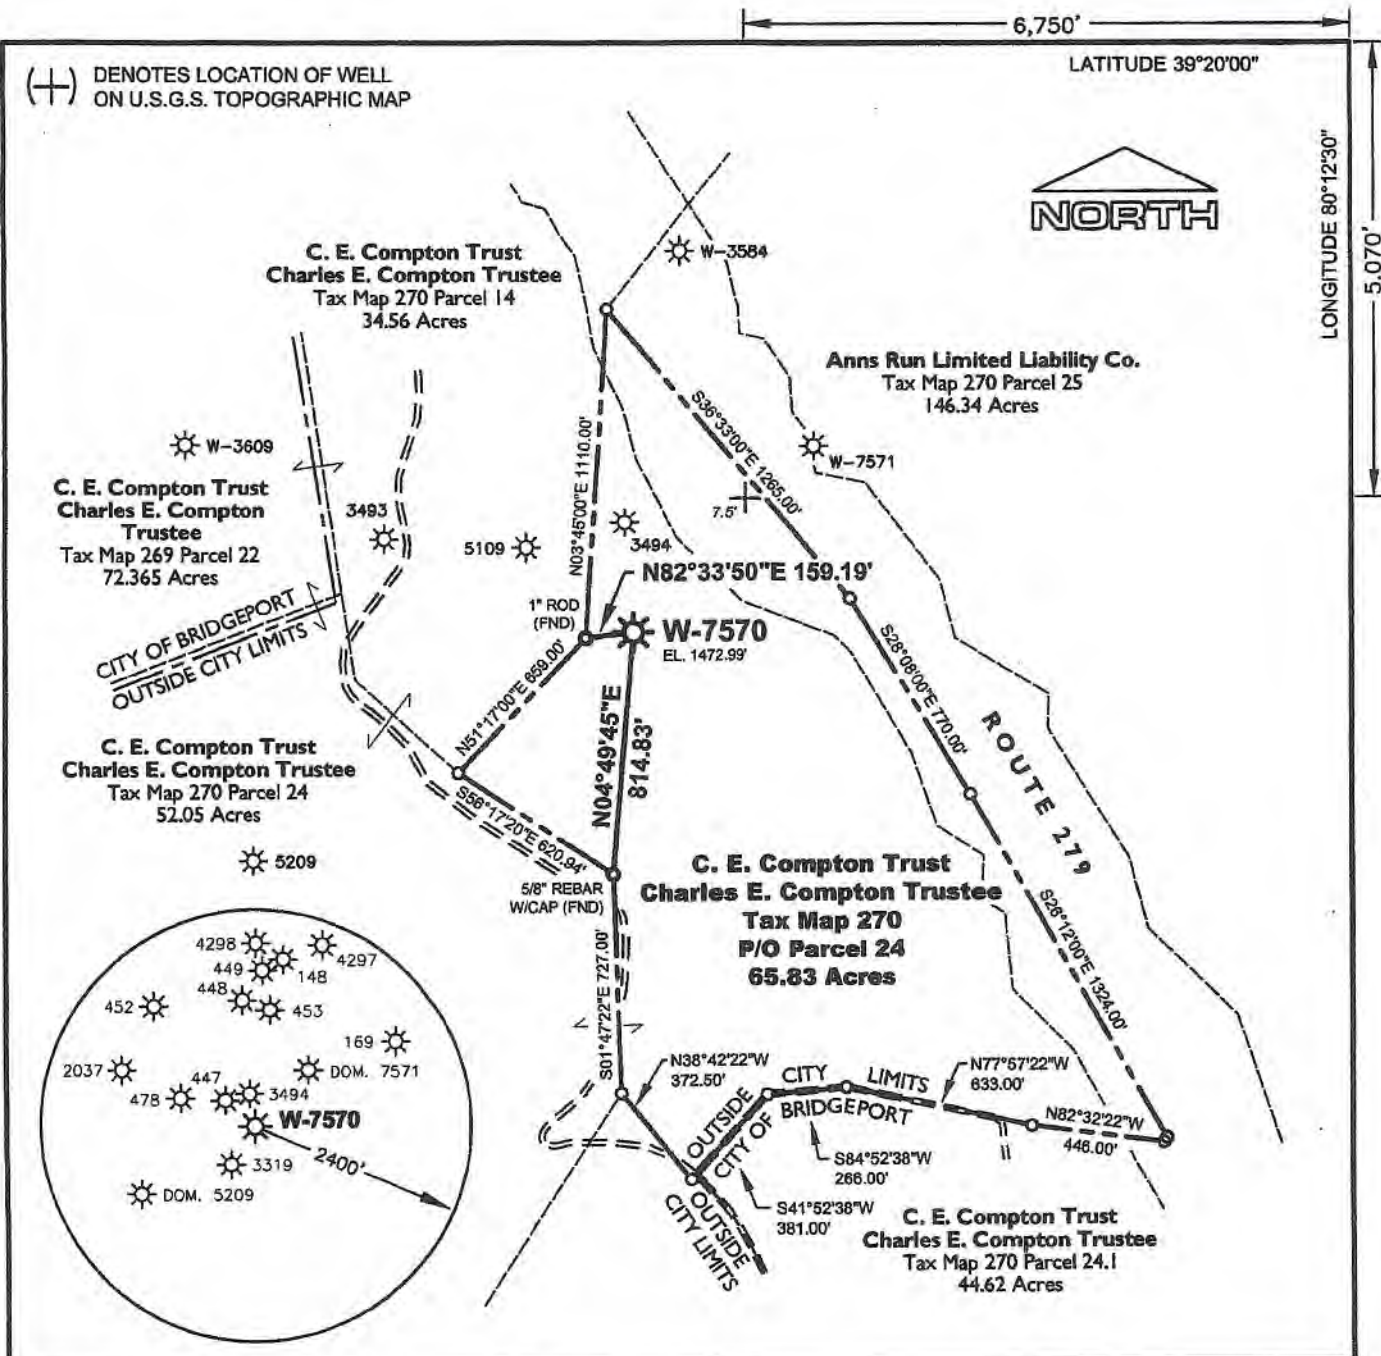 6,750'
LATITUDE 39°20'00"
(+) DENOTES LOCATION OF WELL
ON U.S.G.S. TOPOGRAPHIC MAP
LONGITUDE 80°12'30"
5,070'
NORTH
C. E. Compton Trust
Charles E. Compton Trustee
Tax Map 270 Parcel 14
34.56 Acres
W-3584
Anns Run Limited Liability Co.
Tax Map 270 Parcel 25
146.34 Acres
S36°33'00"E 1265.00'
N03°45'00"E 1110.00'
W-3609
W-7571
C. E. Compton Trust
Charles E. Compton
Trustee
Tax Map 269 Parcel 22
72.365 Acres
7.5'
3493
5109
3494
N82°33'50"E 159.19'
1" ROD
(FND)
W-7570
EL. 1472.99'
CITY OF BRIDGEPORT
OUTSIDE CITY LIMITS
N51°17'00"E 659.00'
S28°08'00"E 770.00'
N04°49'45"E
814.83'
ROUTE 279
C. E. Compton Trust
Charles E. Compton Trustee
Tax Map 270 Parcel 24
52.05 Acres
S56°17'20"E 620.94'
5209
5/8" REBAR
W/CAP (FND)
C. E. Compton Trust
Charles E. Compton Trustee
Tax Map 270
P/O Parcel 24
65.83 Acres
S26°12'00"E 1324.00'
S01°47'22"E 727.00'
4298
4297
449
148
448
453
452
169
2037
DOM. 7571
447
478
3494
W-7570
3319
2400'
DOM. 5209
N38°42'22"W
372.50'
OUTSIDE CITY LIMITS
CITY OF BRIDGEPORT
N77°57'22"W
633.00'
N82°32'22"W
446.00'
S84°52'38"W
266.00'
S41°52'38"W
381.00'
OUTSIDE
CITY LIMITS
C. E. Compton Trust
Charles E. Compton Trustee
Tax Map 270 Parcel 24.1
44.62 Acres